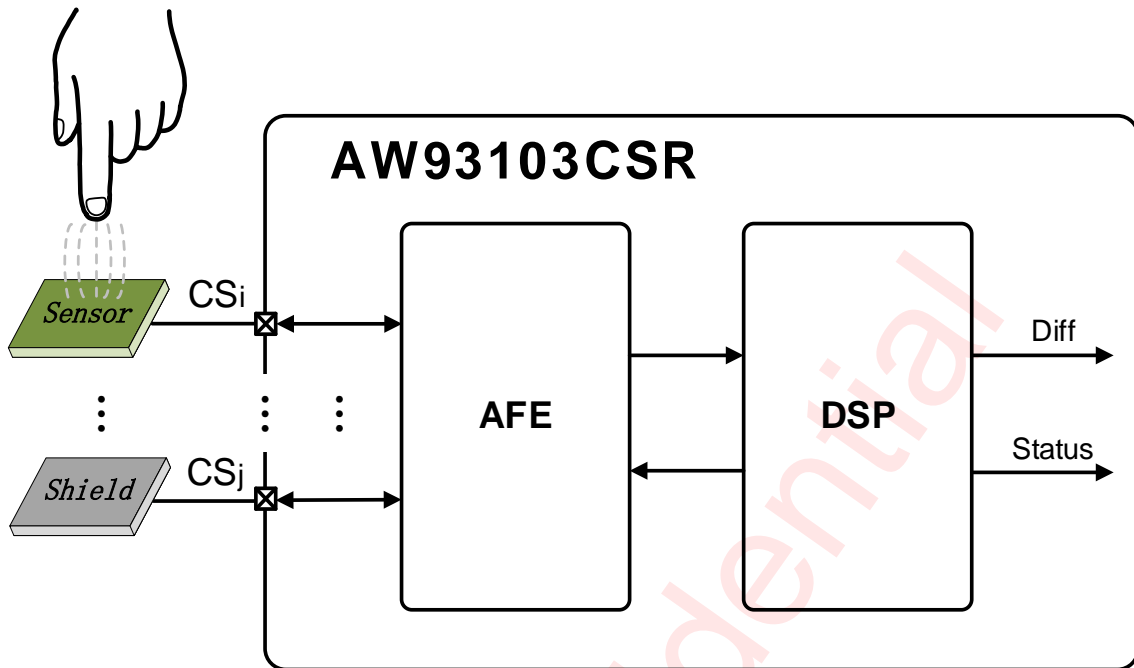 AW93103CSR
CSi
Sensor
Diff
AFE
DSP
Status
CSj
Shield